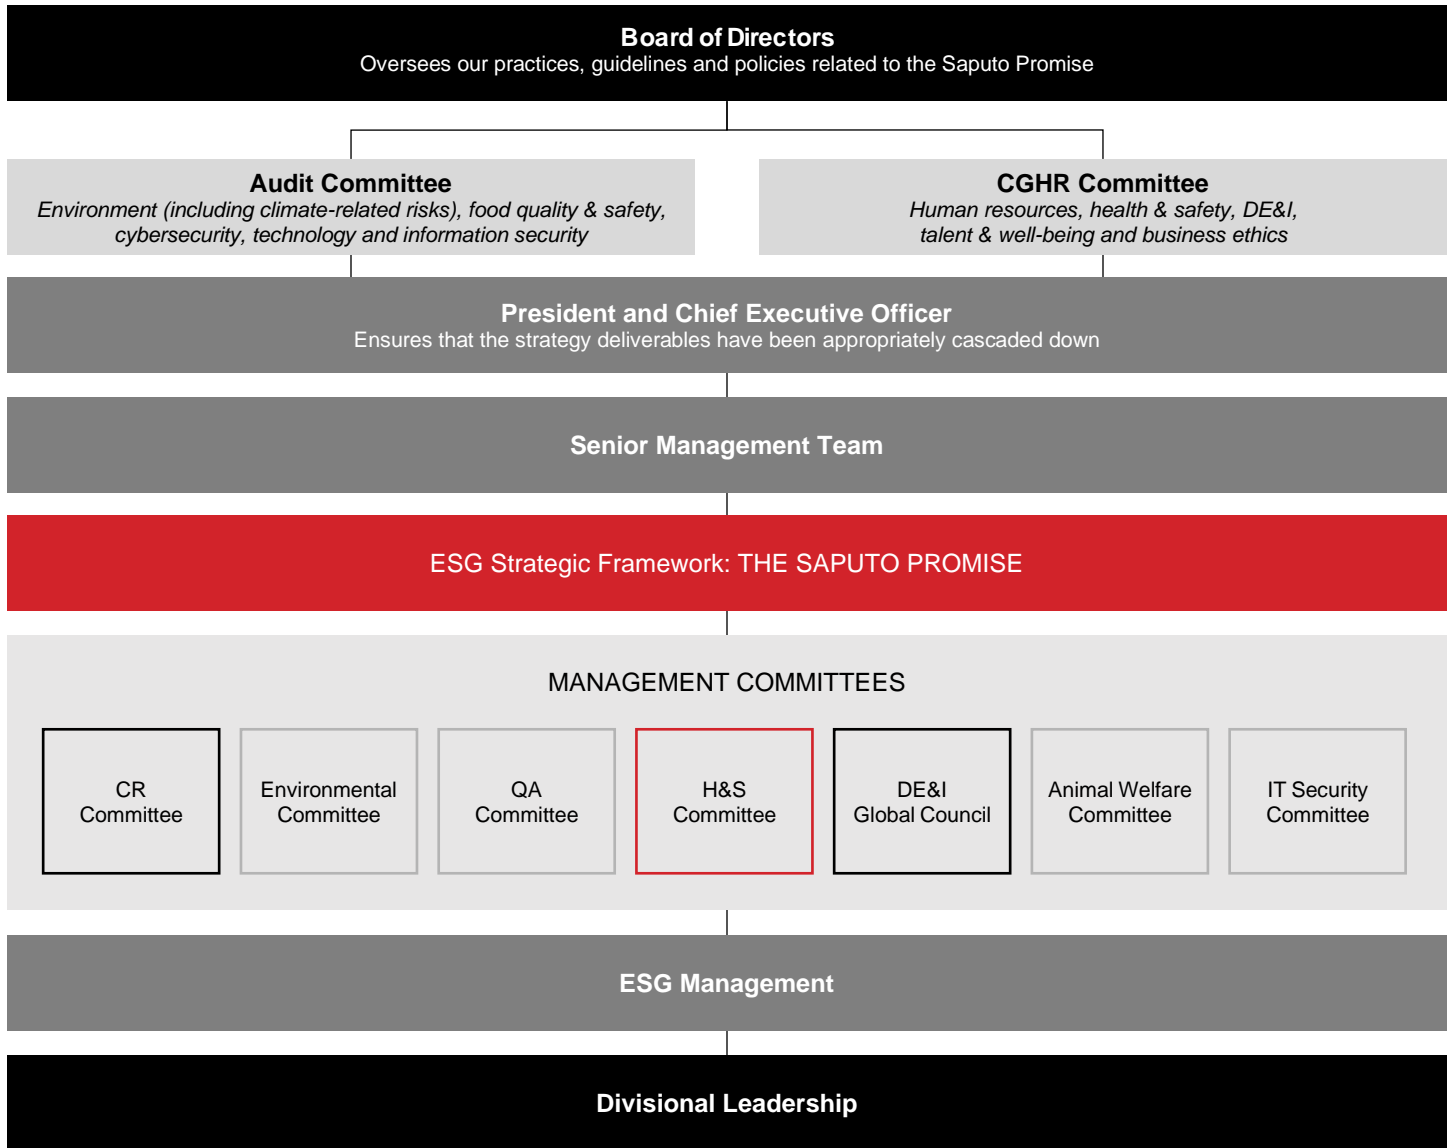 Board of Directors
Oversees our practices, guidelines and policies related to the Saputo Promise
Audit Committee
Environment (including climate-related risks), food quality & safety,
cybersecurity, technology and information security
CGHR Committee
Human resources, health & safety, DE&I,
talent & well-being and business ethics
President and Chief Executive Officer
Ensures that the strategy deliverables have been appropriately cascaded down
Senior Management Team
ESG Strategic Framework: THE SAPUTO PROMISE
MANAGEMENT COMMITTEES
CR
Committee
Environmental
Committee
QA
Committee
H&S
Committee
DE&I
Global Council
Animal Welfare
Committee
IT Security
Committee
ESG Management
Divisional Leadership